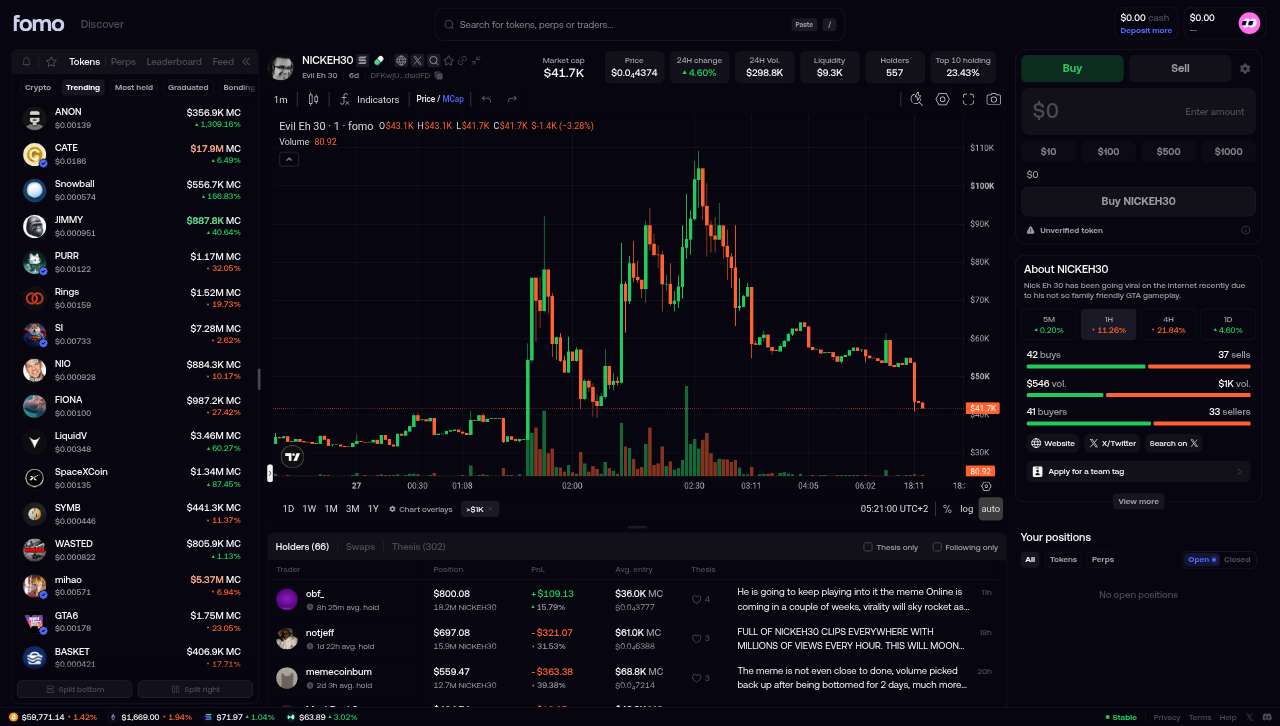 fomo Discover
Search for tokens, perps or traders... Paste /
$0.00 cash
Deposit more
$0.00
—
Tokens Perps Leaderboard Feed
Crypto Trending Most held Graduated Bonding
ANON $356.9K MC
$0.00139 1,309.16%
CATE $17.9M MC
$0.0186 6.49%
Snowball $556.7K MC
$0.000574 166.83%
JIMMY $887.8K MC
$0.000951 40.64%
PURR $1.17M MC
$0.00122 32.05%
Rings $1.52M MC
$0.00159 19.73%
SI $7.28M MC
$0.00733 2.62%
NIO $884.3K MC
$0.000928 10.17%
FIONA $987.2K MC
$0.00100 27.42%
LiquidV $3.46M MC
$0.00348 60.27%
SpaceXCoin $1.34M MC
$0.00135 87.45%
SYMB $441.3K MC
$0.000446 11.37%
WASTED $805.9K MC
$0.000822 1.13%
mihao $5.37M MC
$0.00571 6.94%
GTA6 $1.75M MC
$0.00178 23.05%
BASKET $406.9K MC
$0.000421 17.71%
Split bottom Split right
NICKEH30
Evil Eh 30 6d DFKwjU...dsidFD
Market cap
$41.7K
Price
$0.0₄4374
24H change
4.60%
24H Vol.
$298.8K
Liquidity
$9.3K
Holders
557
Top 10 holding
23.43%
1m Indicators Price / MCap
Evil Eh 30 · 1 · fomo O$43.1K H$43.1K L$41.7K C$41.7K $-1.4K (−3.28%)
Volume 80.92
$110K
$100K
$90K
$80K
$70K
$60K
$50K
$41.7K
$40K
$30K
80.92
27 00:30 01:08 02:00 02:30 03:11 04:05 06:02 18:11 18:
1D 1W 1M 3M 1Y Chart overlays >$1K
05:21:00 UTC+2 % log auto
Holders (66) Swaps Thesis (302)
Thesis only Following only
Trader Position PnL Avg. entry Thesis
obf_ $800.08 +$109.13 $36.0K MC 4 He is going to keep playing into it the meme Online is 11h
8h 25m avg. hold 18.2M NICKEH30 15.79% $0.0₄3777 coming in a couple of weeks, virality will sky rocket as...
notjeff $697.08 -$321.07 $61.0K MC 3 FULL OF NICKEH30 CLIPS EVERYWHERE WITH 19h
1d 22h avg. hold 15.9M NICKEH30 31.53% $0.0₄6388 MILLIONS OF VIEWS EVERY HOUR. THIS WILL MOON...
memecoinbum $559.47 -$363.38 $68.8K MC 3 The meme is not even close to done, volume picked 20h
2d 3h avg. hold 12.7M NICKEH30 39.38% $0.0₄7214 back up after being bottomed for 2 days, much more...
Buy Sell
$0 Enter amount
$10 $100 $500 $1000
$0
Buy NICKEH30
Unverified token
About NICKEH30
Nick Eh 30 has been going viral on the internet recently due
to his not so family friendly GTA gameplay.
5M 1H 4H 1D
0.20% 11.26% 21.84% 4.60%
42 buys 37 sells
$546 vol. $1K vol.
41 buyers 33 sellers
Website X/Twitter Search on X
Apply for a team tag
View more
Your positions
All Tokens Perps Open Closed
No open positions
$59,771.14 1.42% $1,669.00 1.94% $71.97 1.04% $63.89 3.02%
Stable Privacy Terms Help